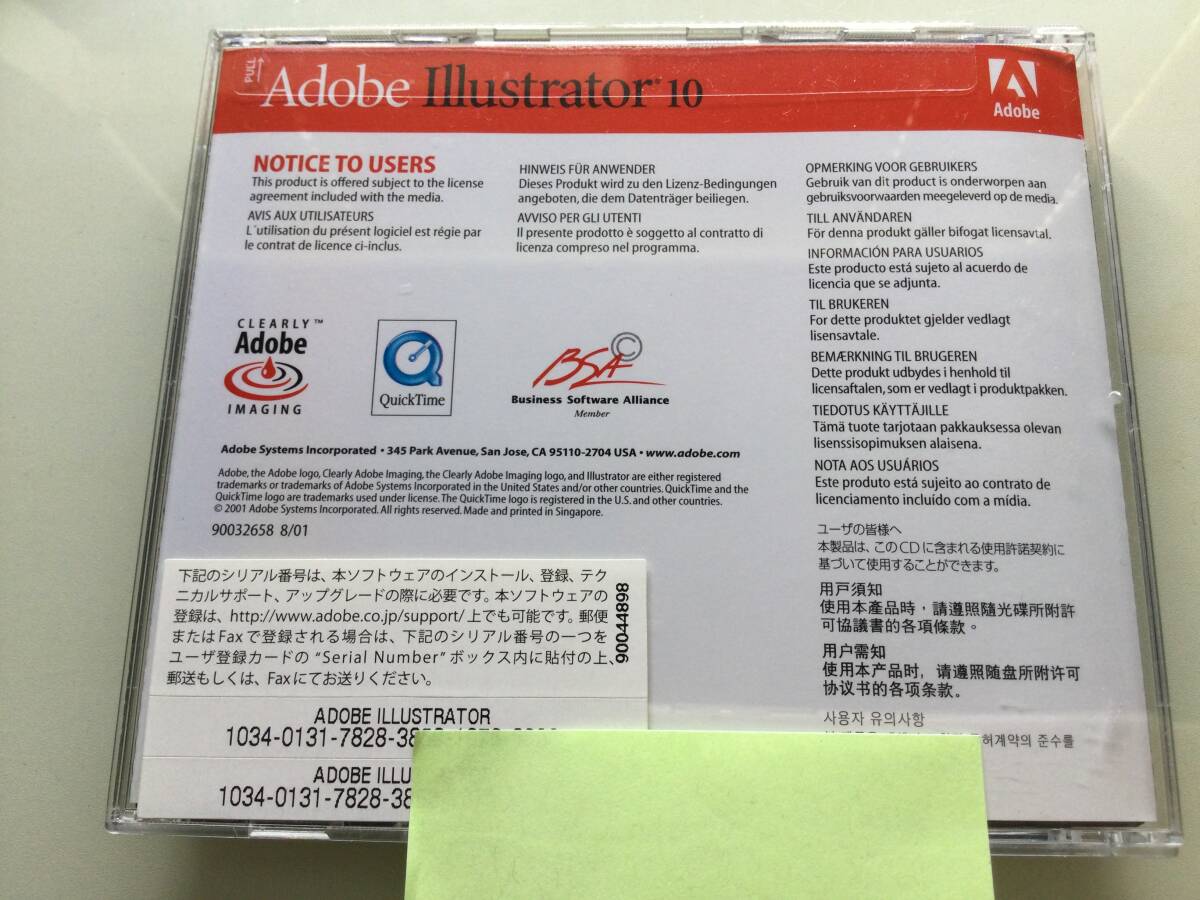 PULL
Adobe Illustrator™ 10
Adobe
NOTICE TO USERS
This product is offered subject to the license
agreement included with the media.
AVIS AUX UTILISATEURS
L´utilisation du présent logiciel est régie par
le contrat de licence ci-inclus.
HINWEIS FÜR ANWENDER
Dieses Produkt wird zu den Lizenz-Bedingungen
angeboten, die dem Datenträger beiliegen.
AVVISO PER GLI UTENTI
Il presente prodotto è soggetto al contratto di
licenza compreso nel programma.
OPMERKING VOOR GEBRUIKERS
Gebruik van dit product is onderworpen aan
gebruiksvoorwaarden meegeleverd op de media.
TILL ANVÄNDAREN
För denna produkt gäller bifogat licensavtal.
INFORMACIÓN PARA USUARIOS
Este producto está sujeto al acuerdo de
licencia que se adjunta.
TIL BRUKEREN
For dette produktet gjelder vedlagt
lisensavtale.
BEMÆRKNING TIL BRUGEREN
Dette produkt udbydes i henhold til
licensaftalen, som er vedlagt i produktpakken.
TIEDOTUS KÄYTTÄJILLE
Tämä tuote tarjotaan pakkauksessa olevan
lisenssisopimuksen alaisena.
NOTA AOS USUÁRIOS
Este produto está sujeito ao contrato de
licenciamento incluído com a mídia.
ユーザの皆様へ
本製品は、このCDに含まれる使用許諾契約に
基づいて使用することができます。
用戸須知
使用本產品時，請遵照隨光碟所附許
可協議書的各項條款。
用户需知
使用本产品时，请遵照随盘所附许可
协议书的各项条款。
사용자 유의사항
허계약의 준수를
CLEARLY™
Adobe
IMAGING
QuickTime
BSA ©
Business Software Alliance
Member
Adobe Systems Incorporated • 345 Park Avenue, San Jose, CA 95110-2704 USA • www.adobe.com
Adobe, the Adobe logo, Clearly Adobe Imaging, the Clearly Adobe Imaging logo, and Illustrator are either registered
trademarks or trademarks of Adobe Systems Incorporated in the United States and/or other countries. QuickTime and the
QuickTime logo are trademarks used under license. The QuickTime logo is registered in the U.S. and other countries.
© 2001 Adobe Systems Incorporated. All rights reserved. Made and printed in Singapore.
90032658 8/01
下記のシリアル番号は、本ソフトウェアのインストール、登録、テク
ニカルサポート、アップグレードの際に必要です。本ソフトウェアの
登録は、http://www.adobe.co.jp/support/上でも可能です。郵便
またはFaxで登録される場合は、下記のシリアル番号の一つを
ユーザ登録カードの“Serial Number”ボックス内に貼付の上、
郵送もしくは、Faxにてお送りください。
90044898
ADOBE ILLUSTRATOR
1034-0131-7828-38
ADOBE ILLU
1034-0131-7828-38